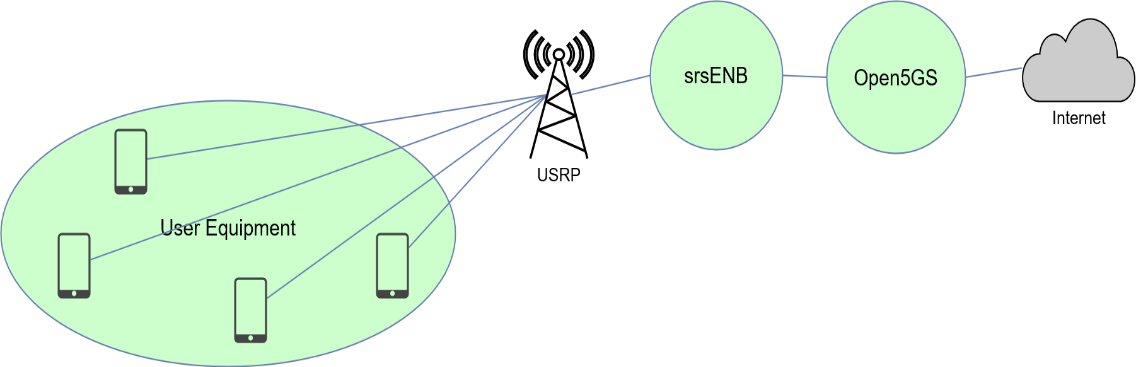 srsENB
Open5GS
Internet
USRP
User Equipment